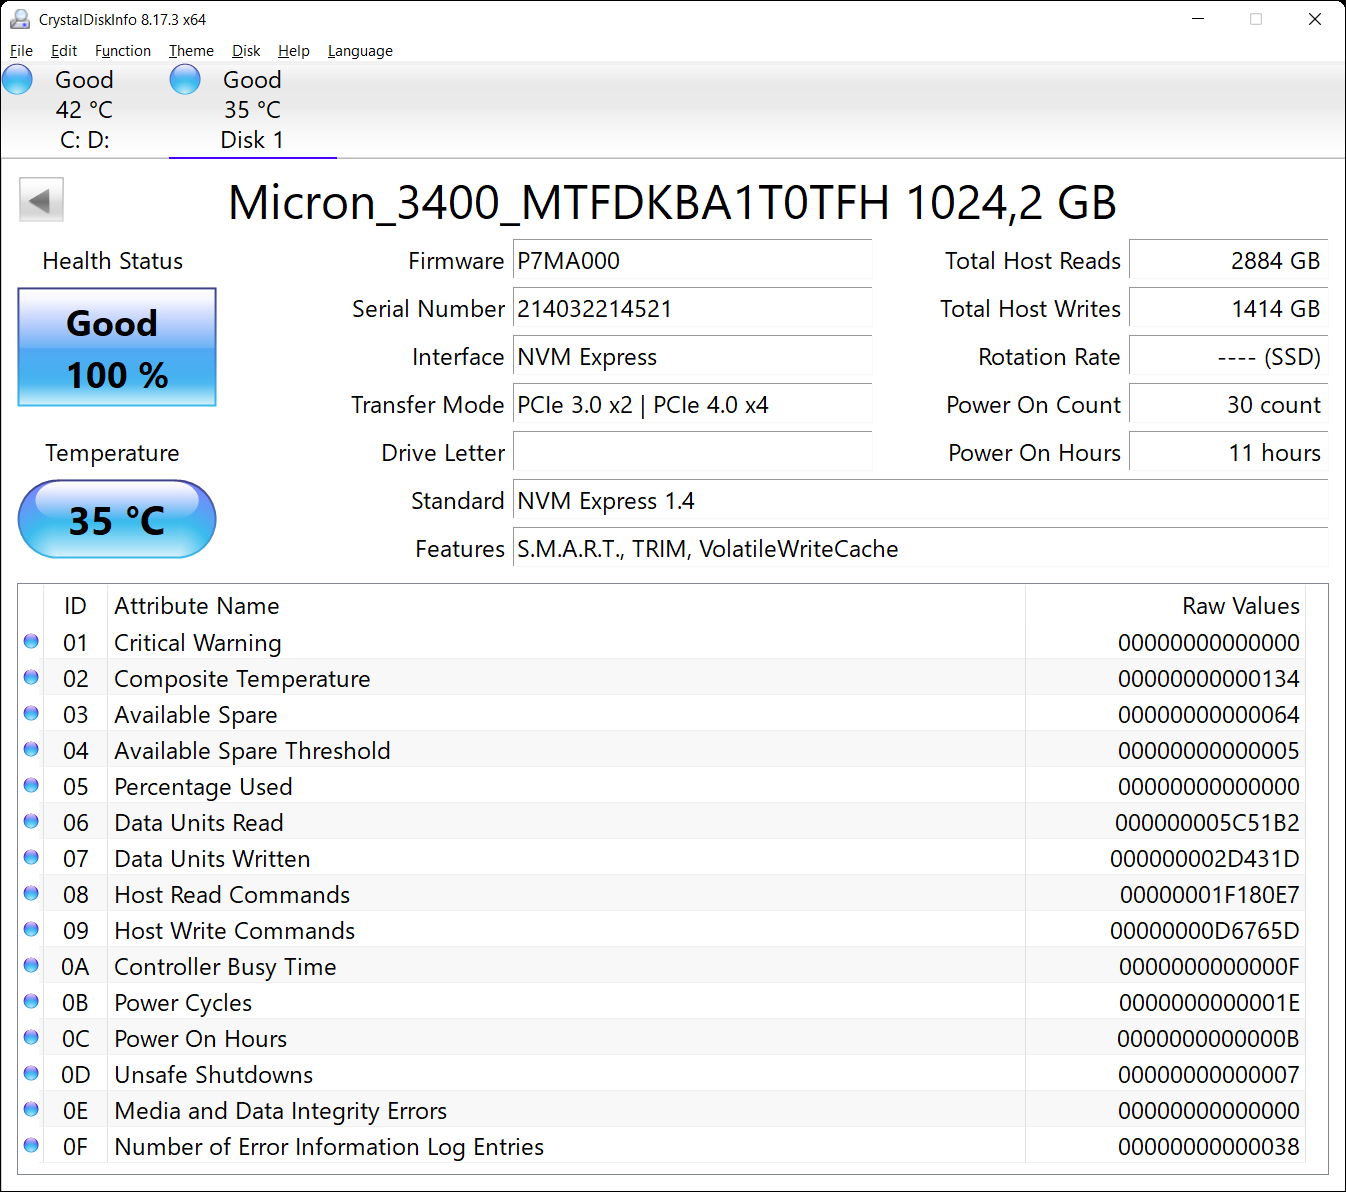 CrystalDiskInfo 8.17.3 x64
File Edit Function Theme Disk Help Language
Good
42 °C
C: D:
Good
35 °C
Disk 1
Micron_3400_MTFDKBA1T0TFH 1024,2 GB
Health Status
Good
100 %
Temperature
35 °C
Firmware P7MA000
Serial Number 214032214521
Interface NVM Express
Transfer Mode PCIe 3.0 x2 | PCIe 4.0 x4
Drive Letter
Standard NVM Express 1.4
Features S.M.A.R.T., TRIM, VolatileWriteCache
Total Host Reads 2884 GB
Total Host Writes 1414 GB
Rotation Rate ---- (SSD)
Power On Count 30 count
Power On Hours 11 hours
ID Attribute Name Raw Values
01 Critical Warning 00000000000000
02 Composite Temperature 00000000000134
03 Available Spare 00000000000064
04 Available Spare Threshold 00000000000005
05 Percentage Used 00000000000000
06 Data Units Read 000000005C51B2
07 Data Units Written 000000002D431D
08 Host Read Commands 00000001F180E7
09 Host Write Commands 00000000D6765D
0A Controller Busy Time 0000000000000F
0B Power Cycles 0000000000001E
0C Power On Hours 0000000000000B
0D Unsafe Shutdowns 00000000000007
0E Media and Data Integrity Errors 00000000000000
0F Number of Error Information Log Entries 00000000000038